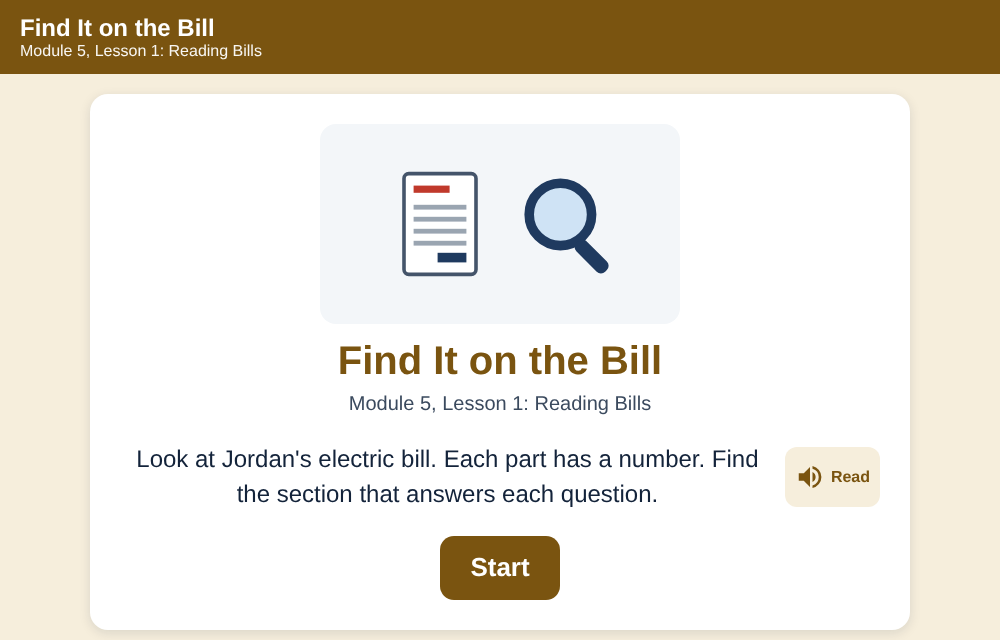 Find It on the Bill
Module 5, Lesson 1: Reading Bills
Find It on the Bill
Module 5, Lesson 1: Reading Bills
Look at Jordan's electric bill. Each part has a number. Find
the section that answers each question.
Read
Start